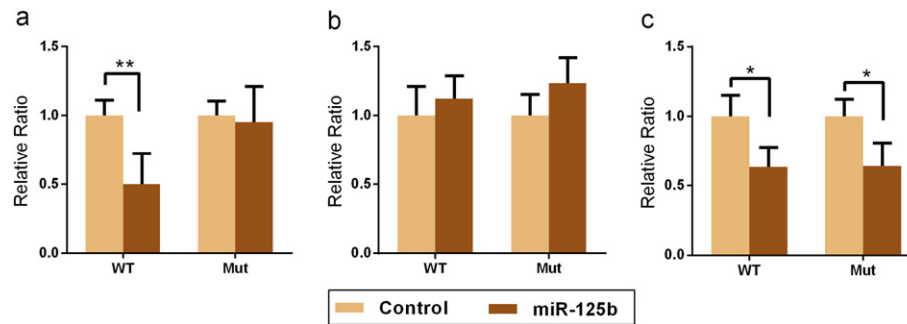 a
Relative Ratio
1.5
1.0
0.5
0.0
**
WT
Mut
b
Relative Ratio
1.5
1.0
0.5
0.0
WT
Mut
c
Relative Ratio
1.5
1.0
0.5
0.0
*
*
WT
Mut
Control
miR-125b